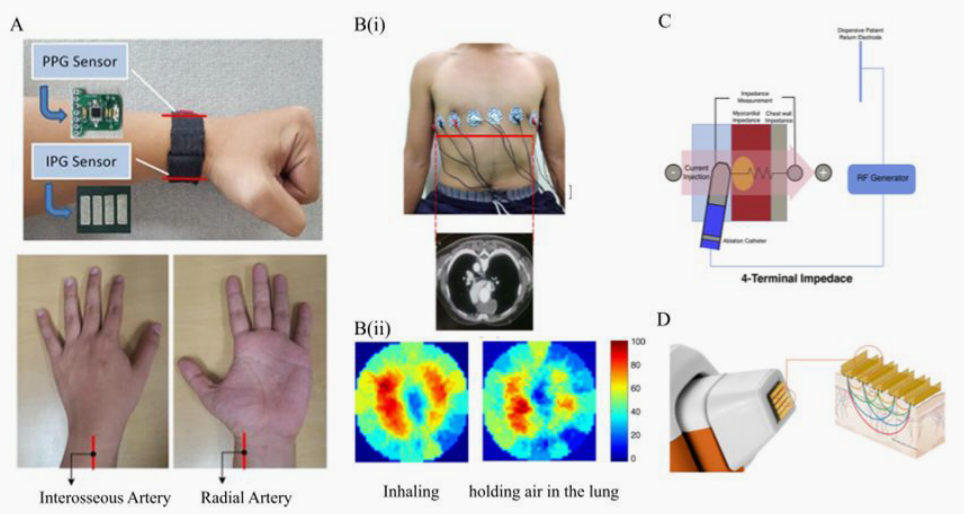 A
PPG Sensor
IPG Sensor
Interosseous Artery
Radial Artery
B(i)
B(ii)
100
80
60
40
20
0
Inhaling
holding air in the lung
C
Dispersive Patient
Return Electrode
Impedance
Measurement
Myocardial
Impedance
Chest wall
Impedance
-
Current
Injection
+
RF Generator
Ablation Catheter
4-Terminal Impedace
D